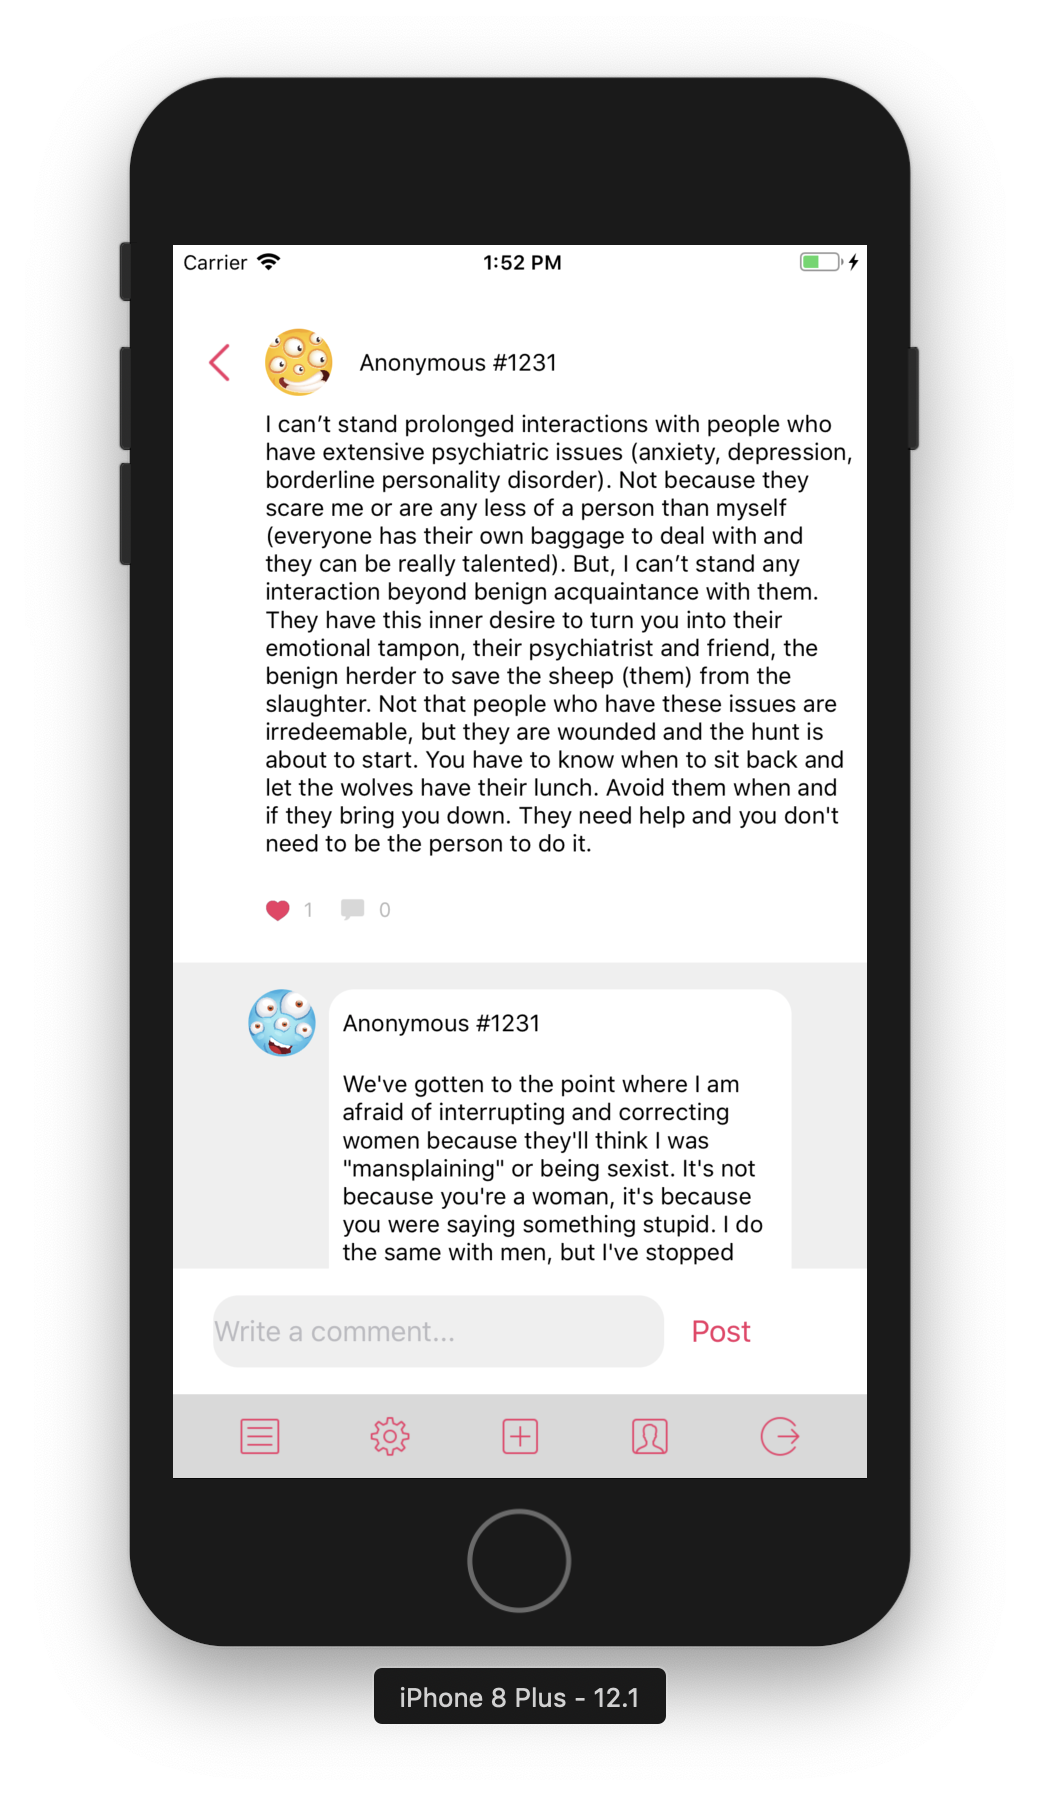 Carrier 1:52 PM
Anonymous #1231
I can’t stand prolonged interactions with people who
have extensive psychiatric issues (anxiety, depression,
borderline personality disorder). Not because they
scare me or are any less of a person than myself
(everyone has their own baggage to deal with and
they can be really talented). But, I can’t stand any
interaction beyond benign acquaintance with them.
They have this inner desire to turn you into their
emotional tampon, their psychiatrist and friend, the
benign herder to save the sheep (them) from the
slaughter. Not that people who have these issues are
irredeemable, but they are wounded and the hunt is
about to start. You have to know when to sit back and
let the wolves have their lunch. Avoid them when and
if they bring you down. They need help and you don't
need to be the person to do it.
1 0
Anonymous #1231
We've gotten to the point where I am
afraid of interrupting and correcting
women because they'll think I was
"mansplaining" or being sexist. It's not
because you're a woman, it's because
you were saying something stupid. I do
the same with men, but I've stopped
Write a comment... Post
iPhone 8 Plus - 12.1